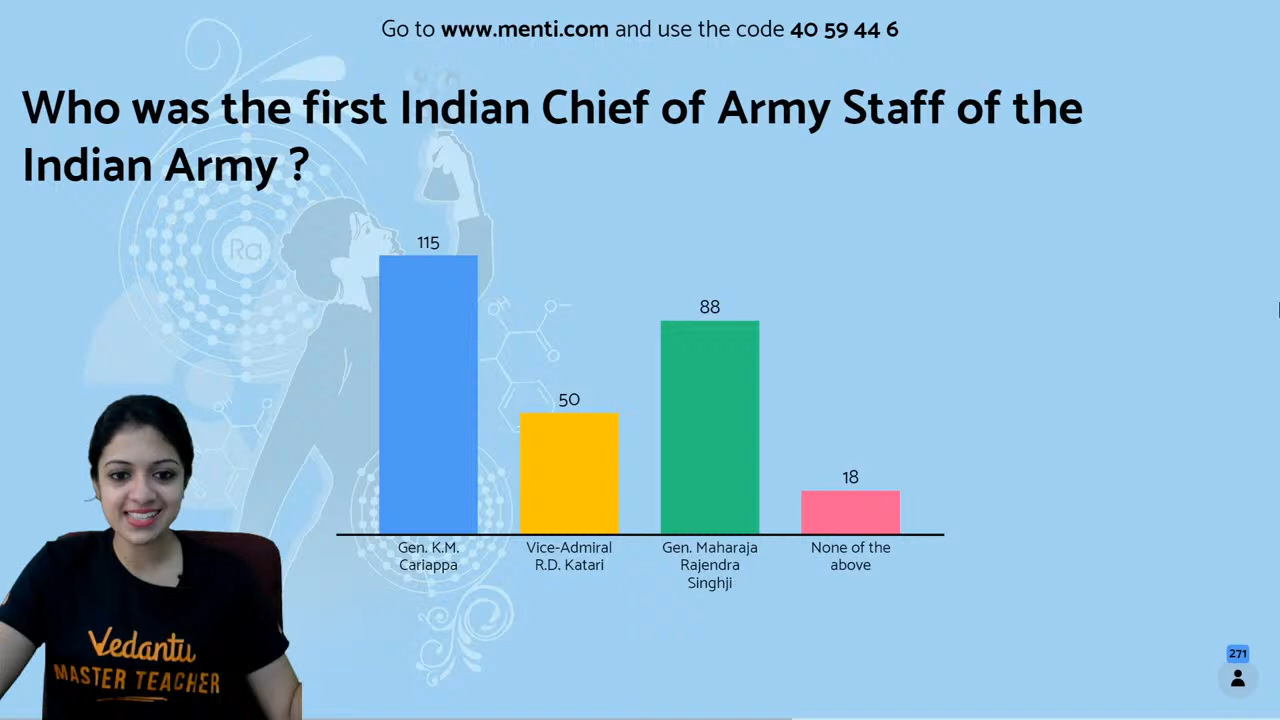 Go to www.menti.com and use the code 40 59 44 6
Who was the first Indian Chief of Army Staff of the
Indian Army ?
Ra
115
50
88
18
Gen. K.M.
Cariappa
Vice-Admiral
R.D. Katari
Gen. Maharaja
Rajendra
Singhji
None of the
above
H
Vedantu
MASTER TEACHER
271